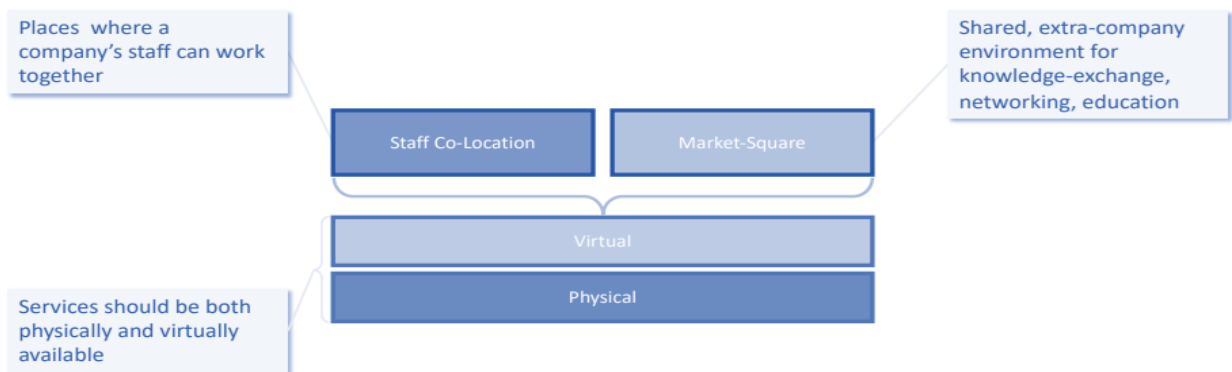 Places where a
company's staff can work
together
Shared, extra-company
environment for
knowledge-exchange,
networking, education
Staff Co-Location
Market-Square
Virtual
Physical
Services should be both
physically and virtually
available